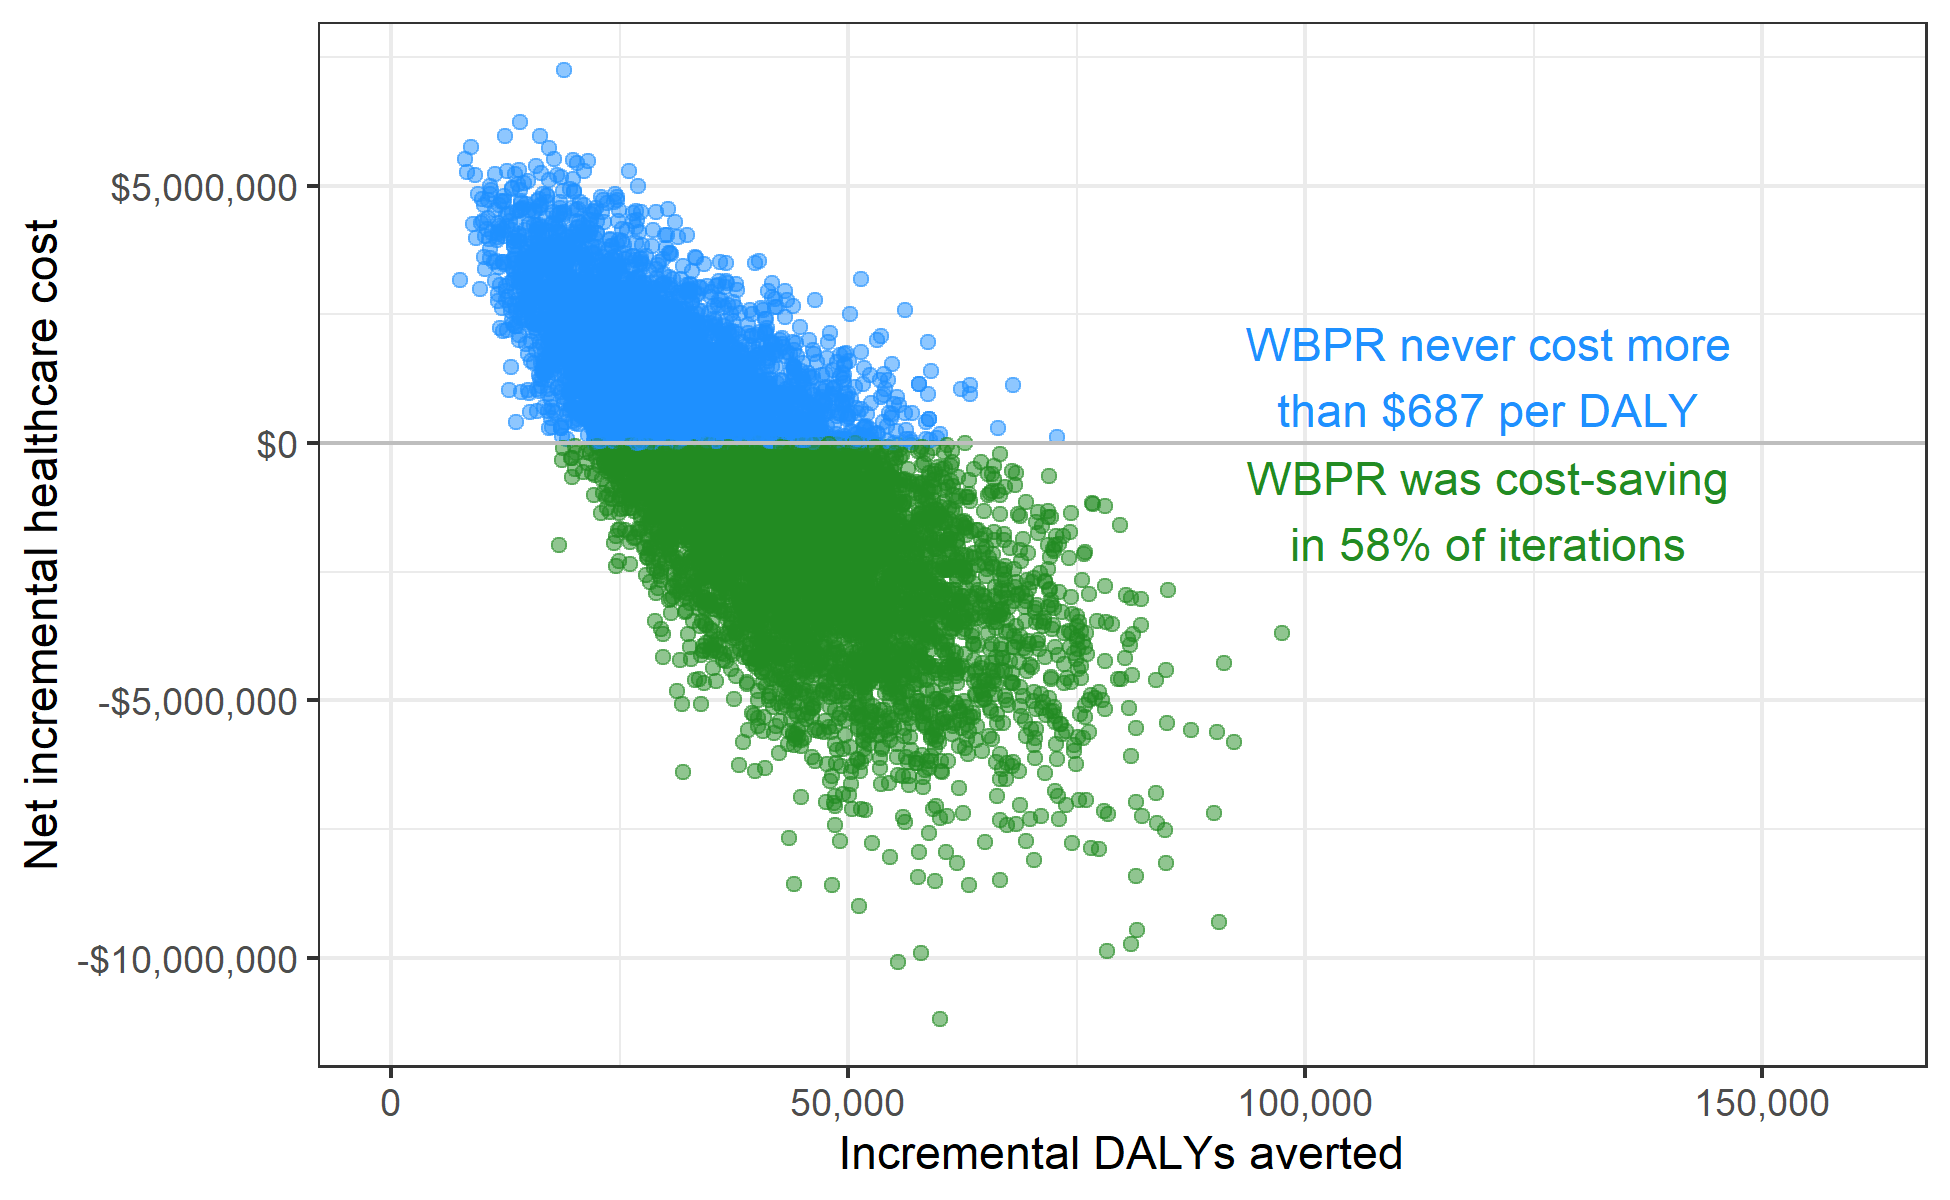 Net incremental healthcare cost
$5,000,000
$0
-$5,000,000
-$10,000,000
WBPR never cost more
than $687 per DALY
WBPR was cost-saving
in 58% of iterations
0
50,000
100,000
150,000
Incremental DALYs averted